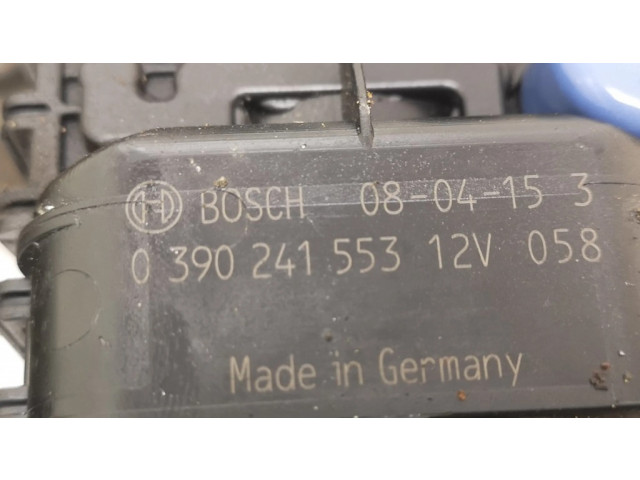 BOSCH 08-04-15 3
0 390 241 553 12V 058
Made in Germany